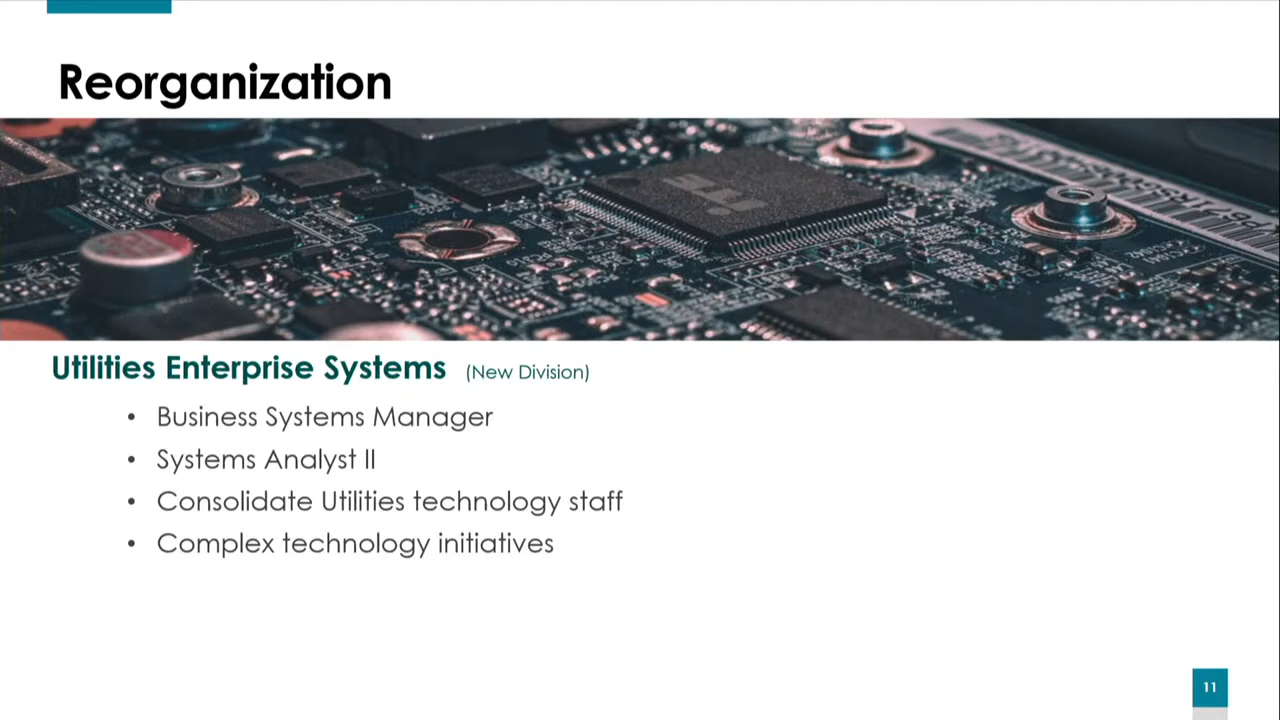 Reorganization
Utilities Enterprise Systems (New Division)
• Business Systems Manager
• Systems Analyst II
• Consolidate Utilities technology staff
• Complex technology initiatives
11